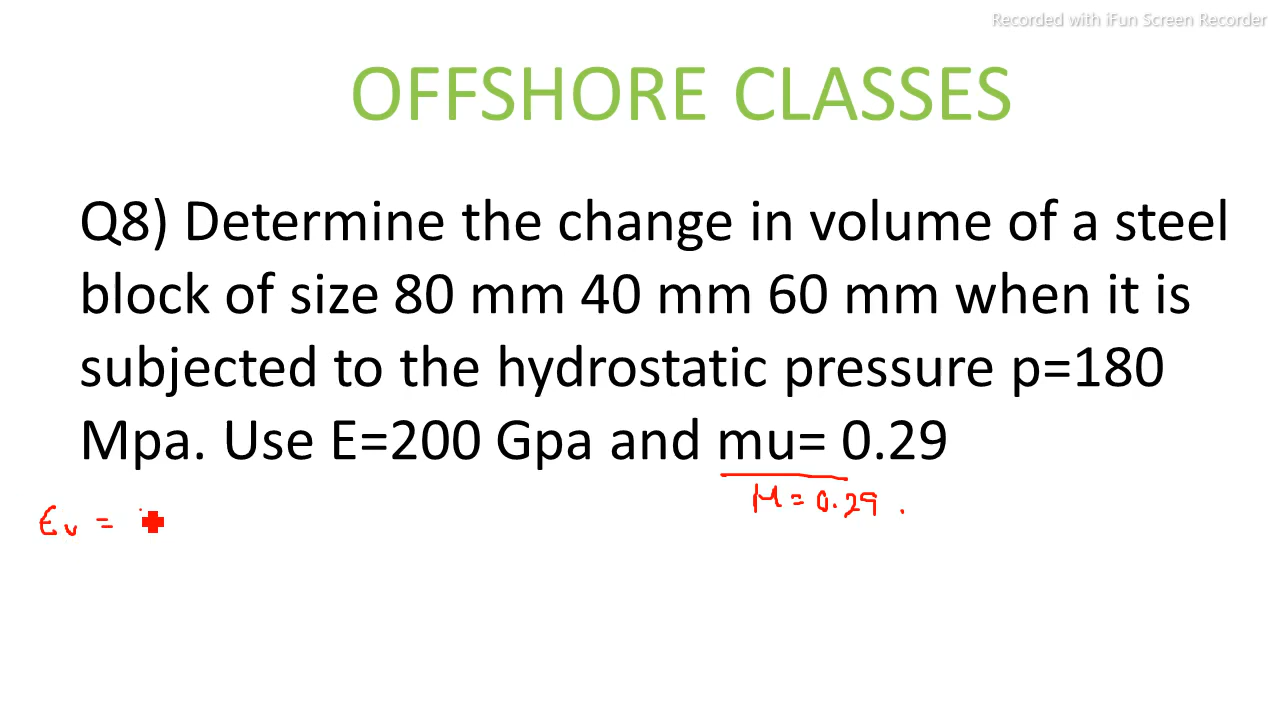 Recorded with iFun Screen Recorder
OFFSHORE CLASSES
Q8) Determine the change in volume of a steel
block of size 80 mm 40 mm 60 mm when it is
subjected to the hydrostatic pressure p=180
Mpa. Use E=200 Gpa and mu= 0.29
μ = 0.29 .
ϵᵥ =